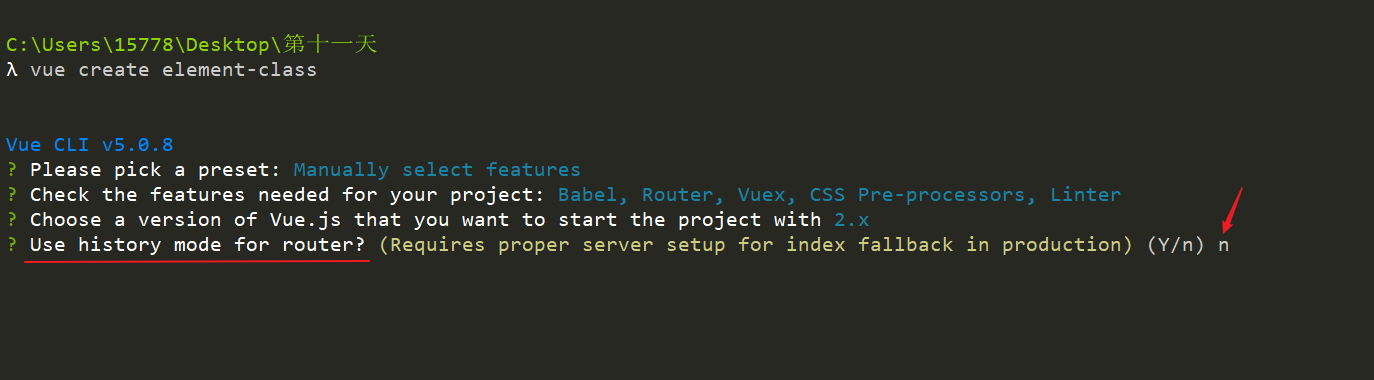 C:\Users\15778\Desktop\第十一天
λ vue create element-class
Vue CLI v5.0.8
? Please pick a preset: Manually select features
? Check the features needed for your project: Babel, Router, Vuex, CSS Pre-processors, Linter
? Choose a version of Vue.js that you want to start the project with 2.x
? Use history mode for router? (Requires proper server setup for index fallback in production) (Y/n) n